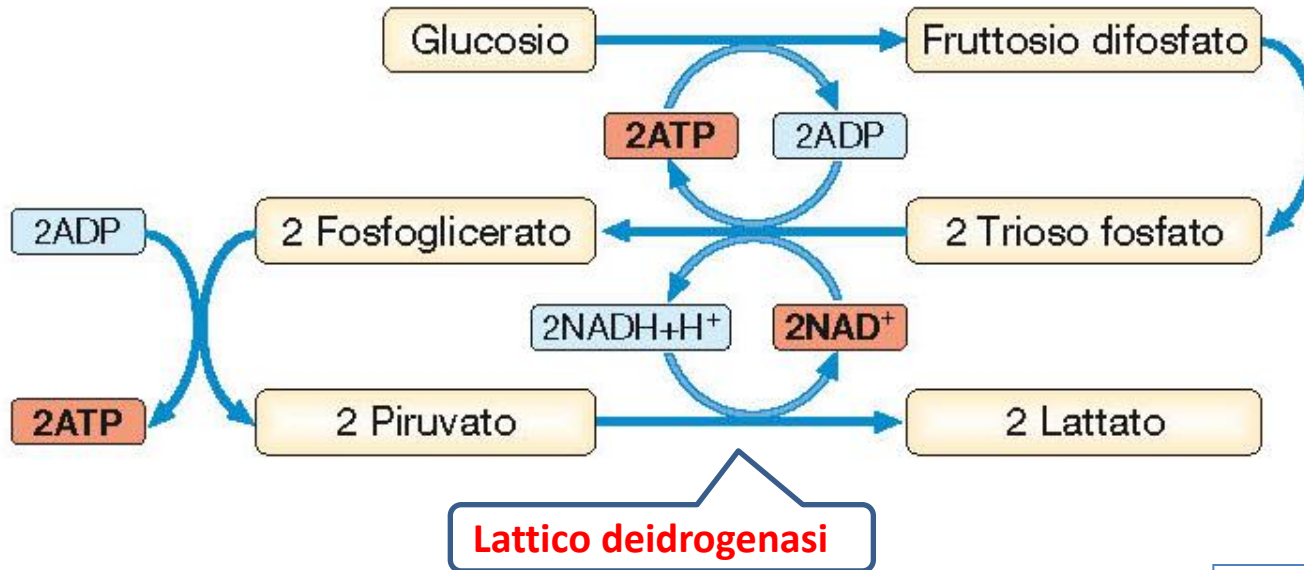 Glucosio
Fruttosio difosfato
2ATP
2ADP
2ADP
2 Fosfoglicerato
2 Trioso fosfato
2NADH+H⁺
2NAD⁺
2ATP
2 Piruvato
2 Lattato
Lattico deidrogenasi